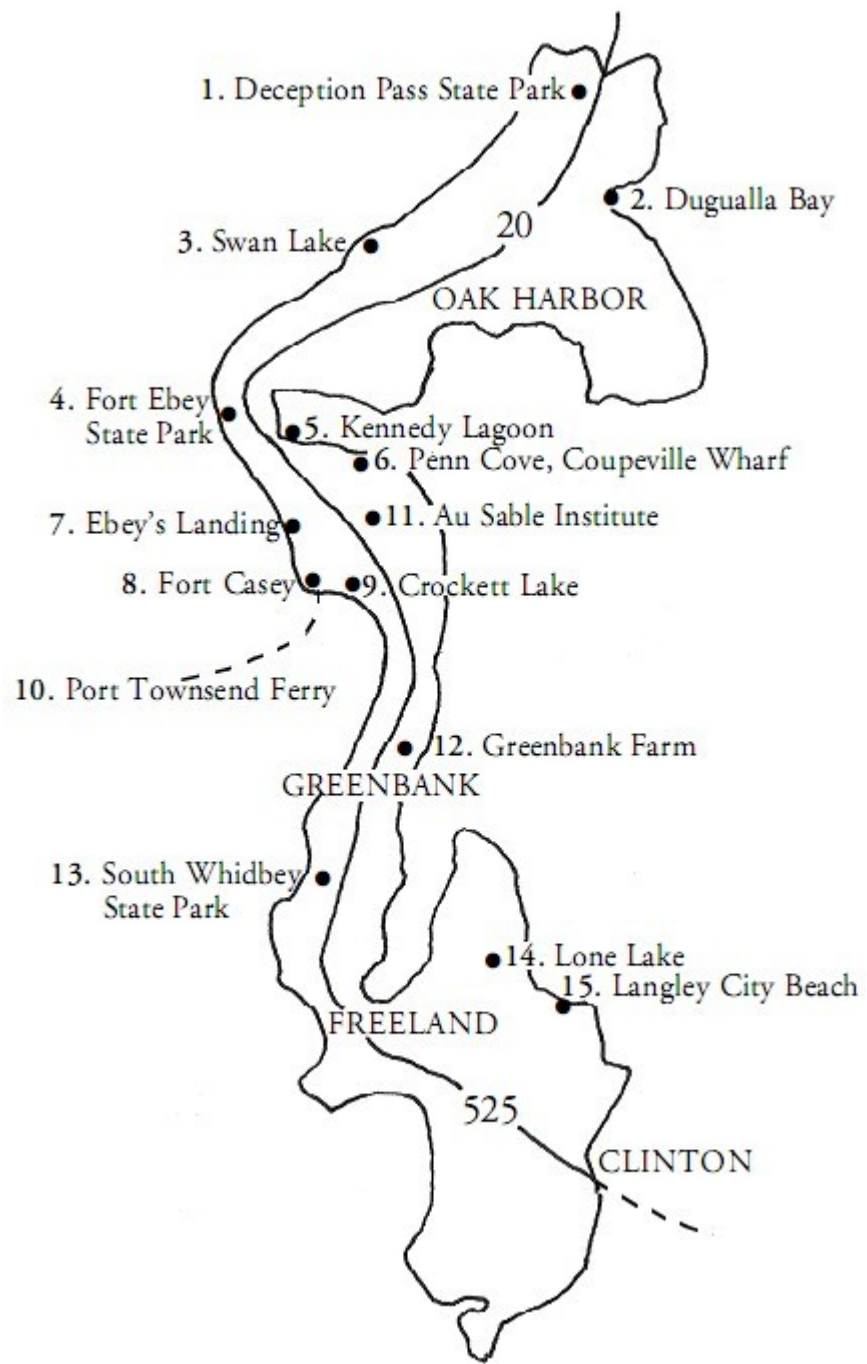 1. Deception Pass State Park
2. Dugualla Bay
20
3. Swan Lake
OAK HARBOR
4. Fort Ebey
State Park
5. Kennedy Lagoon
6. Penn Cove, Coupeville Wharf
7. Ebey's Landing
11. Au Sable Institute
8. Fort Casey
9. Crockett Lake
10. Port Townsend Ferry
12. Greenbank Farm
GREENBANK
13. South Whidbey
State Park
14. Lone Lake
15. Langley City Beach
FREELAND
525
CLINTON